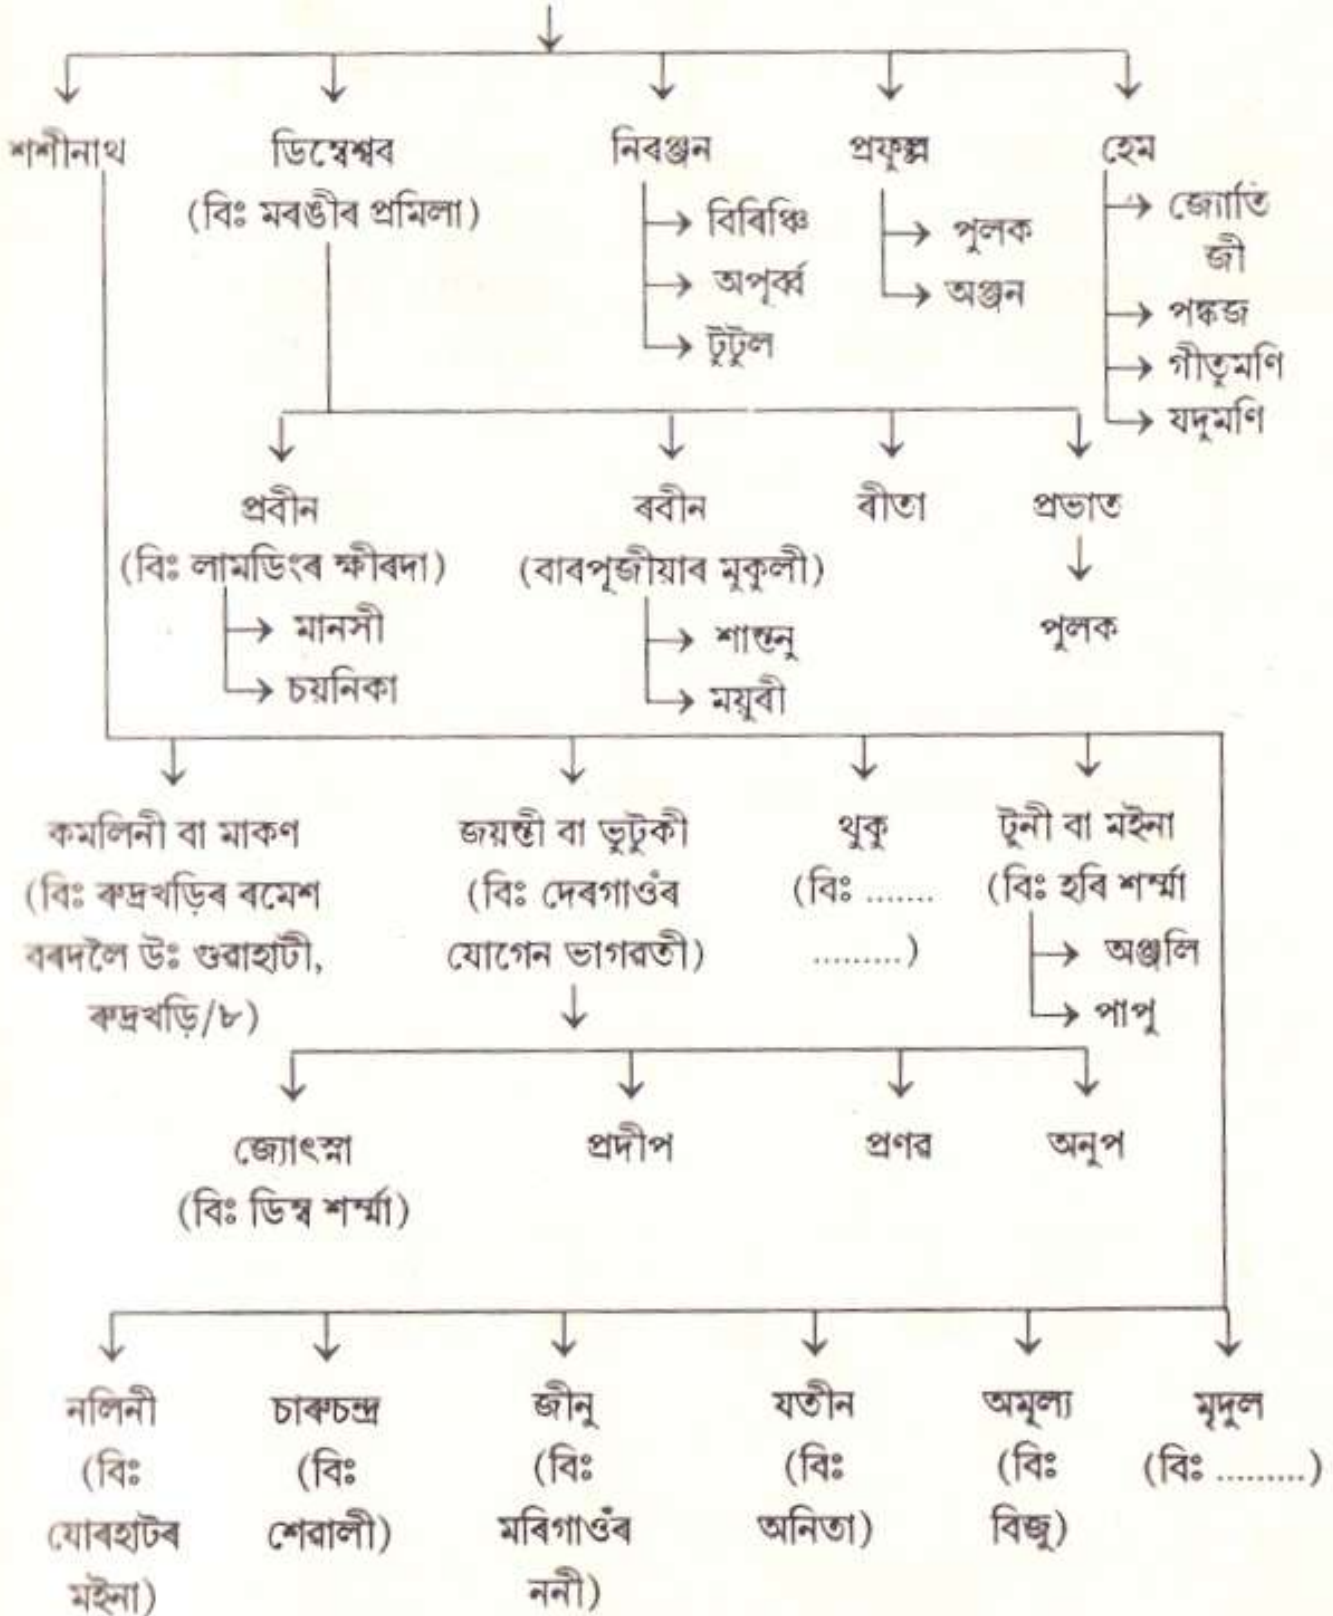 শশীনাথ ডিম্বেশ্বৰ নিৰঞ্জন প্ৰফুল্ল হেম
(বিঃ মৰঙীৰ প্ৰমিলা)
বিৰিঞ্চি
অপূৰ্ব্ব
টুটুল
পুলক
অঞ্জন
জ্যোতি
জী
পঙ্কজ
গীতুমণি
যদুমণি
প্ৰবীন ৰবীন ৰীতা প্ৰভাত
(বিঃ লামডিংৰ ক্ষীৰদা) (বাৰপূজীয়াৰ মুকুলী)
মানসী শান্তনু পুলক
চয়নিকা ময়ুৰী
কমলিনী বা মাকণ জয়ন্তী বা ভুটুকী থুকু টুনী বা মইনা
(বিঃ ৰুদ্ৰখড়িৰ ৰমেশ (বিঃ দেৰগাওঁৰ (বিঃ ....... (বিঃ হৰি শৰ্ম্মা
বৰদলৈ উঃ গুৱাহাটী, যোগেন ভাগৱতী) .........) অঞ্জলি
ৰুদ্ৰখড়ি/৮) পাপু
জ্যোৎস্না প্ৰদীপ প্ৰণৱ অনুপ
(বিঃ ডিম্ব শৰ্ম্মা)
নলিনী চাৰুচন্দ্ৰ জীনু যতীন অমূল্য মৃদুল
(বিঃ (বিঃ (বিঃ (বিঃ (বিঃ (বিঃ .........)
যোৰহাটৰ শেৱালী) মৰিগাওঁৰ অনিতা) বিজু)
মইনা) ননী)